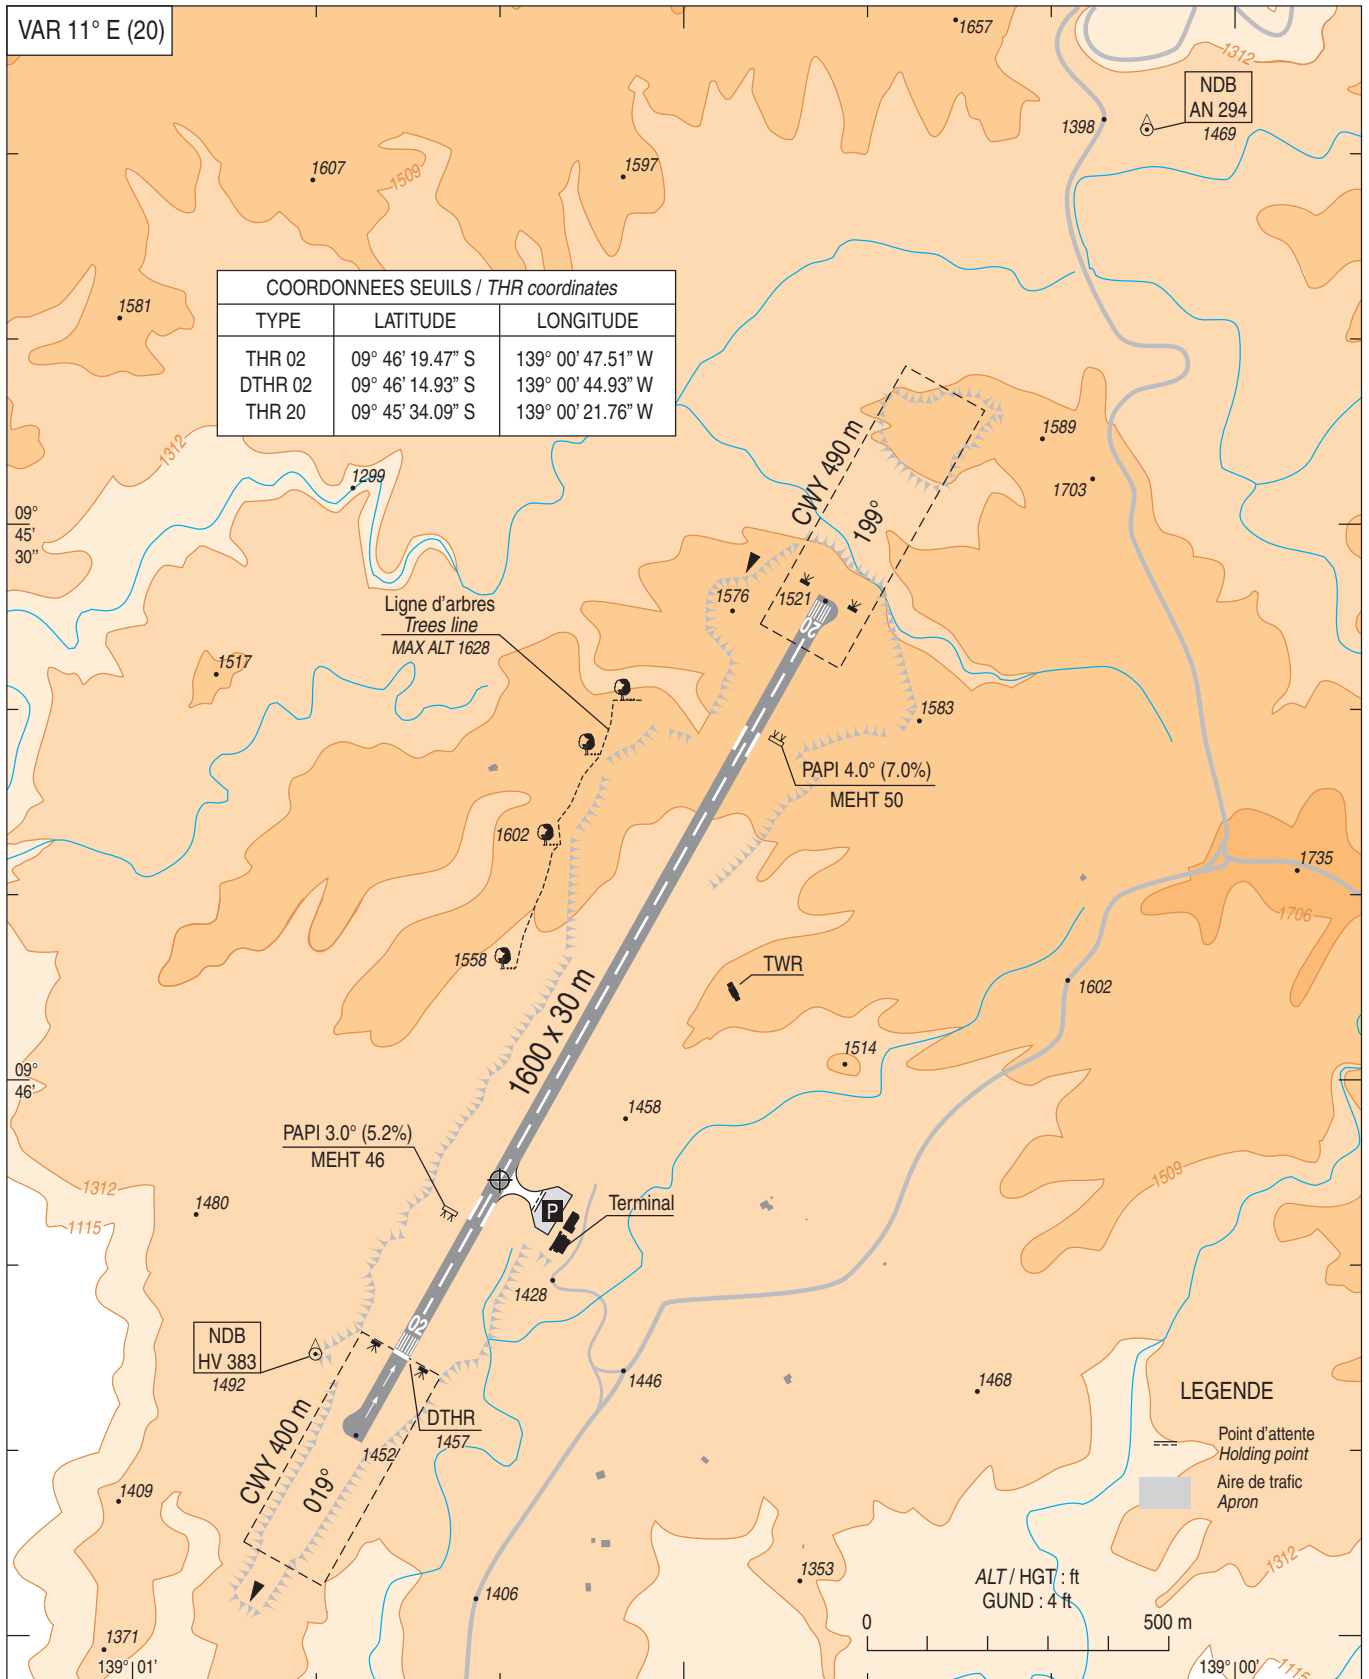 VAR 11° E (20)
1657
1312
NDB
AN 294
1469
1398
1607
1509
1597
1581
COORDONNEES SEUILS / THR coordinates
TYPE LATITUDE LONGITUDE
THR 02 09° 46’ 19.47” S 139° 00’ 47.51” W
DTHR 02 09° 46’ 14.93” S 139° 00’ 44.93” W
THR 20 09° 45’ 34.09” S 139° 00’ 21.76” W
1312
1299
CWY 490 m
199°
1589
1703
09°
45’
30”
Ligne d’arbres
Trees line
MAX ALT 1628
1576
1521
20
1517
1583
PAPI 4.0° (7.0%)
MEHT 50
1602
1735
1706
1558
TWR
1602
1600 x 30 m
1514
09°
46’
1458
PAPI 3.0° (5.2%)
MEHT 46
1312
1115
1480
1509
P
Terminal
1428
02
NDB
HV 383
1492
1446
1468
LEGENDE
DTHR
1457
1452
CWY 400 m
019°
Point d’attente
Holding point
Aire de trafic
Apron
1409
1353
1312
ALT / HGT : ft
GUND : 4 ft
1406
0 500 m
1371
139° 01’
139° 00’
1115